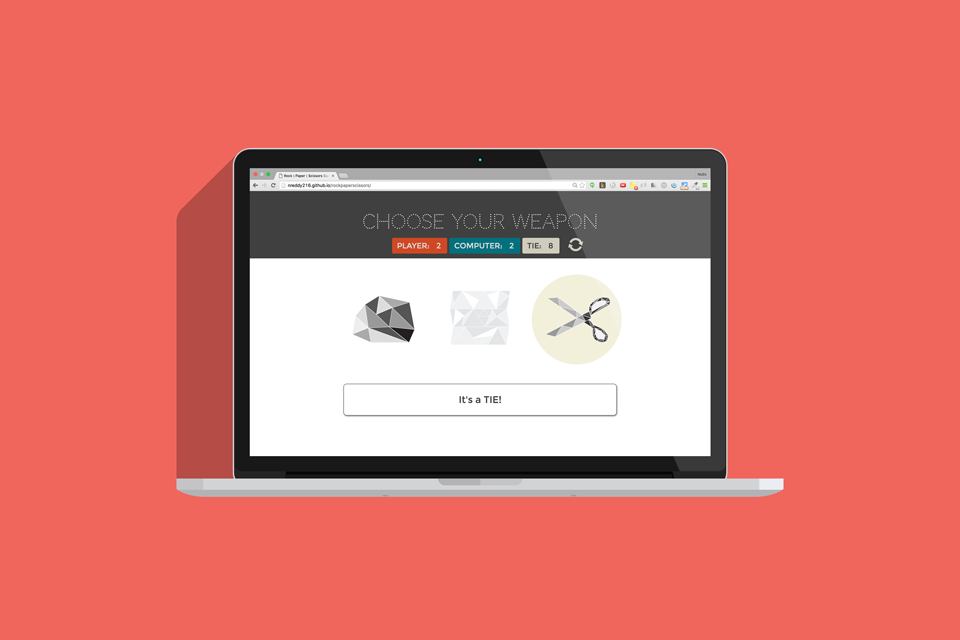 Rock | Paper | Scissors Ga
nreddy216.github.io/rockpaperscissors/
CHOOSE YOUR WEAPON
PLAYER: 2 COMPUTER: 2 TIE: 8
It's a TIE!